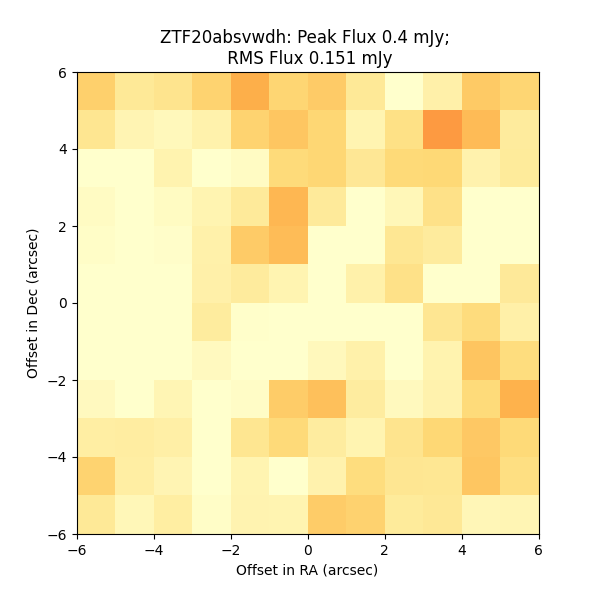 ZTF20absvwdh: Peak Flux 0.4 mJy;
RMS Flux 0.151 mJy
6
4
2
0
−2
−4
−6
Offset in Dec (arcsec)
−6 −4 −2 0 2 4 6
Offset in RA (arcsec)